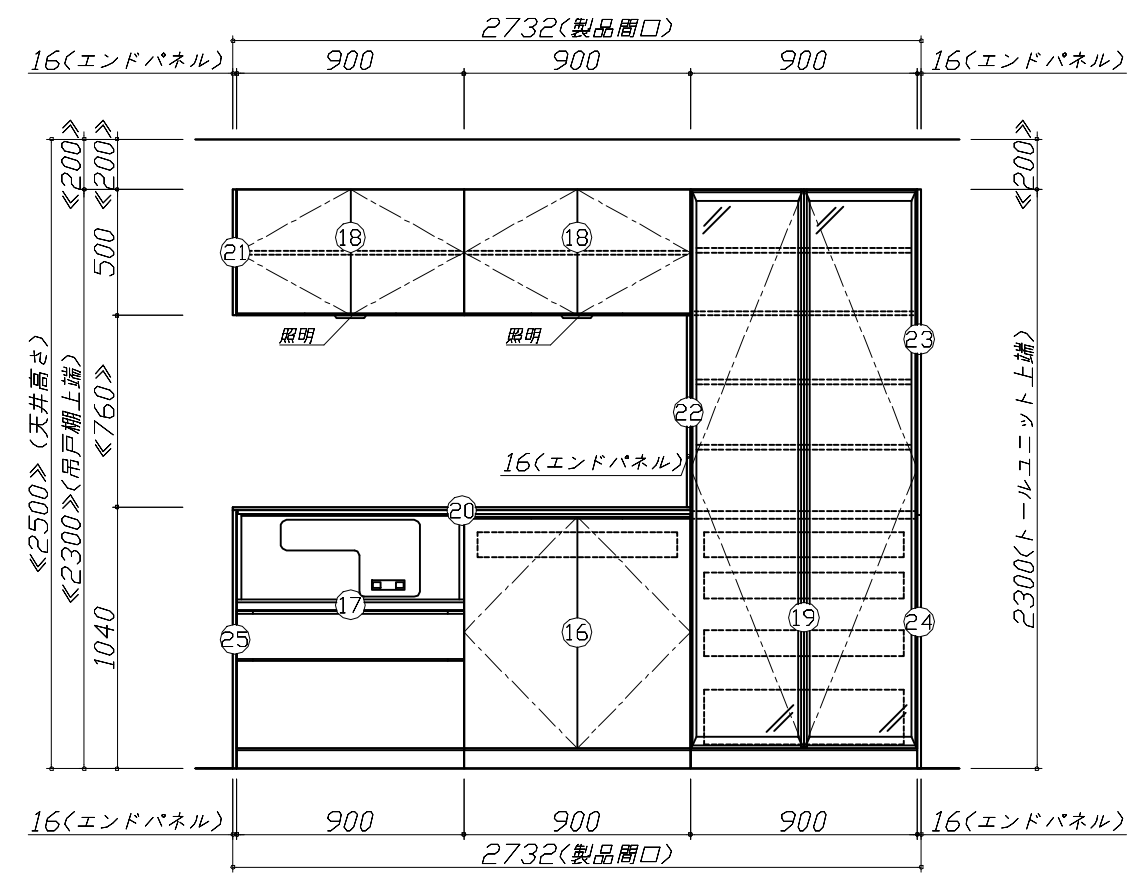 2732(製品間口)
16(エンドパネル)
900
900
900
16(エンドパネル)
≪200≫
≪200≫
≪200≫
500
≪760≫
1040
≪2500≫(天井高さ)
≪2300≫(吊戸棚上端)
2300(トールユニット上端)
18
18
21
照明
照明
23
22
16(エンドパネル)
20
17
16
19
24
25
16(エンドパネル)
900
900
900
16(エンドパネル)
2732(製品間口)